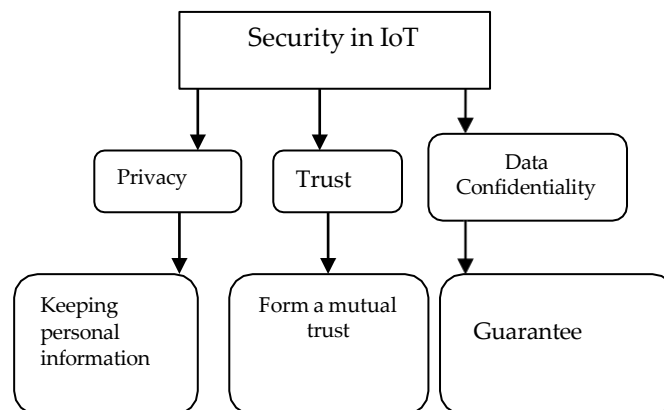 Security in IoT
Privacy
Trust
Data
Confidentiality
Keeping
personal
information
Form a mutual
trust
Guarantee